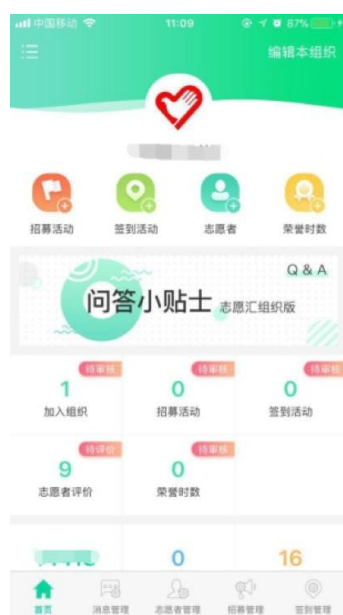 中国移动 11:09 87%
编辑本组织
招募活动 签到活动 志愿者 荣誉时数
Q & A
问答小贴士 志愿汇组织版
待审核 待审核 待审核
1 0 0
加入组织 招募活动 签到活动
待评价 待审核
9 0
志愿者评价 荣誉时数
0 16
首页 消息管理 志愿者管理 招募管理 签到管理